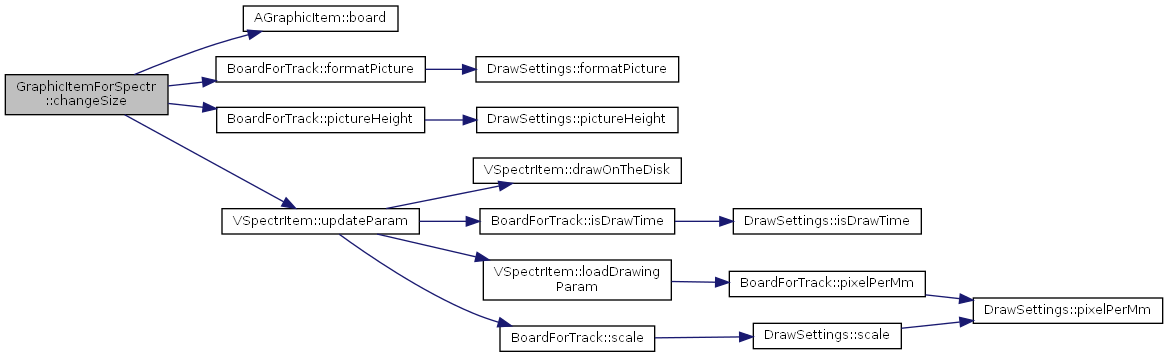 GraphicItemForSpectr
::changeSize
AGraphicItem::board
BoardForTrack::formatPicture
DrawSettings::formatPicture
BoardForTrack::pictureHeight
DrawSettings::pictureHeight
VSpectrItem::updateParam
VSpectrItem::drawOnTheDisk
BoardForTrack::isDrawTime
DrawSettings::isDrawTime
VSpectrItem::loadDrawing
Param
BoardForTrack::pixelPerMm
DrawSettings::pixelPerMm
BoardForTrack::scale
DrawSettings::scale